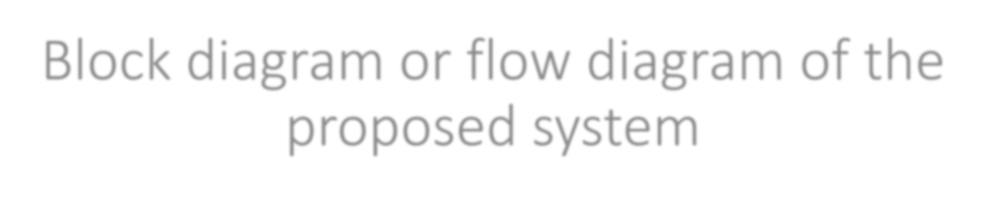 Block diagram or flow diagram of the
proposed system